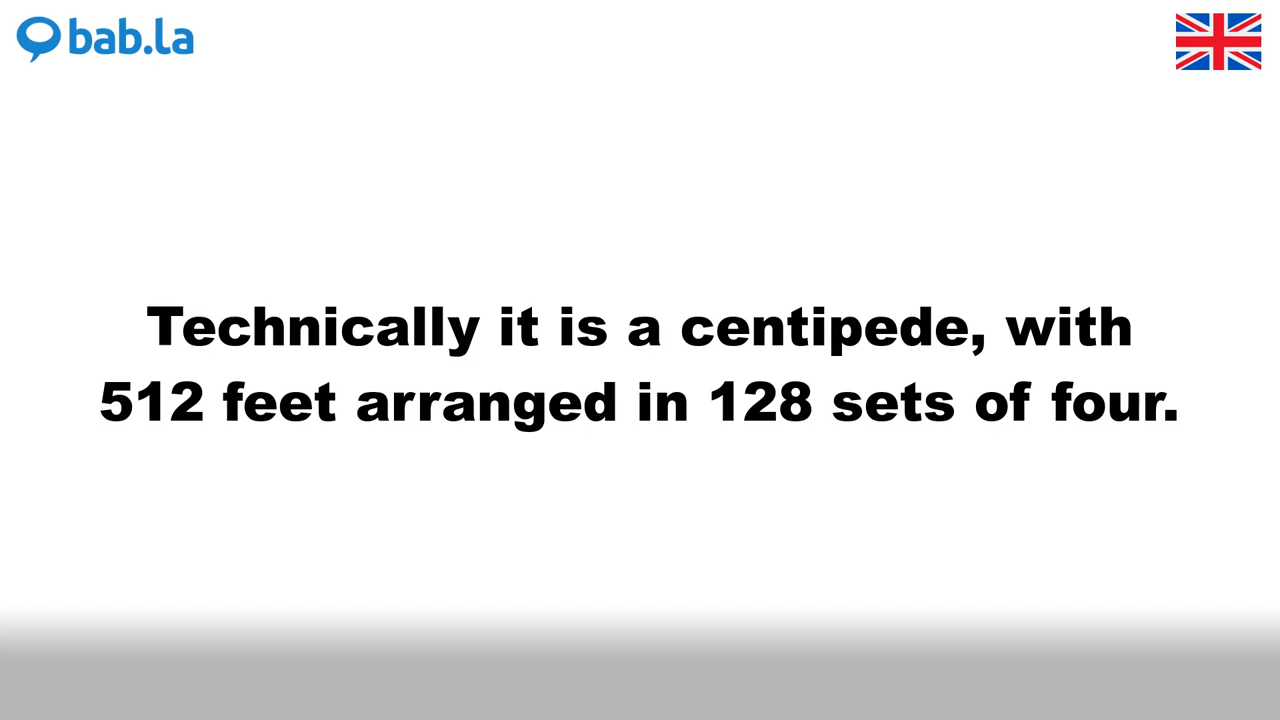 bab.la
Technically it is a centipede, with
512 feet arranged in 128 sets of four.